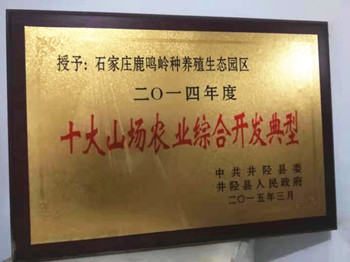 授予：石家庄鹿鸣岭种养殖生态园区
二〇一四年度
十大山场农业综合开发典型
中共井陉县委
井陉县人民政府
二〇一五年三月